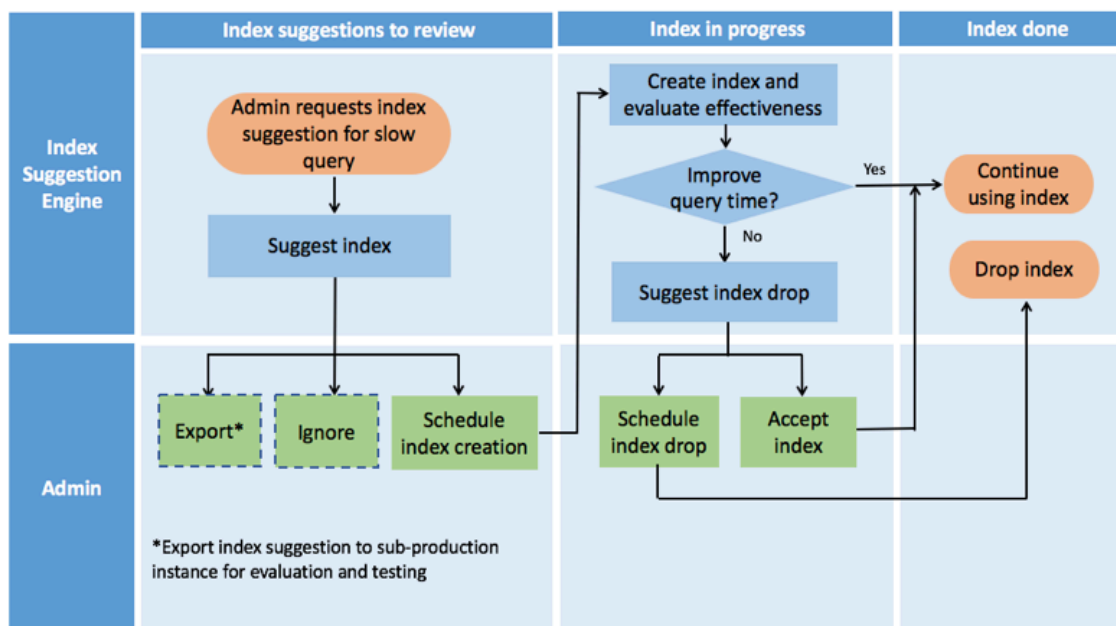 Index suggestions to review
Index in progress
Index done
Index
Suggestion
Engine
Admin requests index
suggestion for slow
query
Suggest index
Create index and
evaluate effectiveness
Improve
query time?
Yes
No
Suggest index drop
Continue
using index
Drop index
Admin
Export*
Ignore
Schedule
index creation
Schedule
index drop
Accept
index
*Export index suggestion to sub-production
instance for evaluation and testing